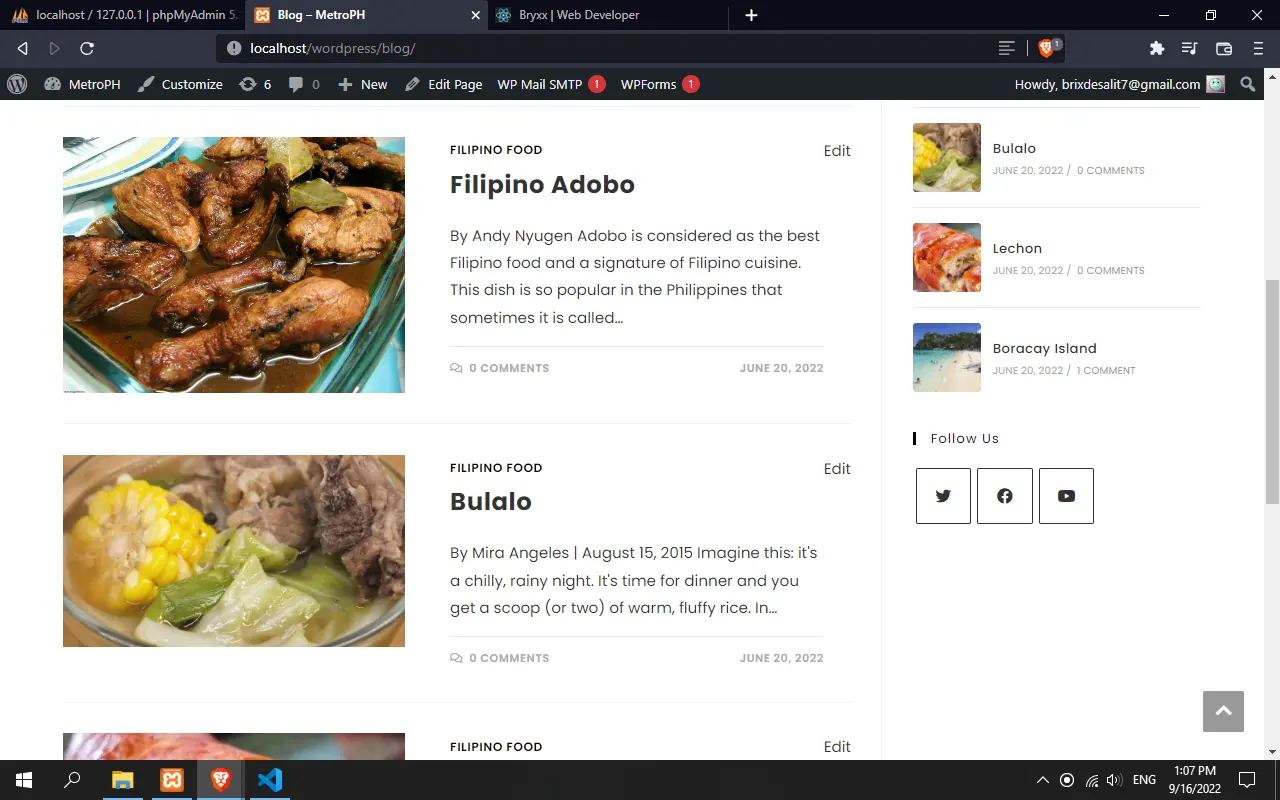 localhost / 127.0.0.1 | phpMyAdmin 5.
Blog – MetroPH
Bryxx | Web Developer
localhost/wordpress/blog/
1
MetroPH
Customize
6
0
New
Edit Page
WP Mail SMTP 1
WPForms 1
Howdy, brixdesalit7@gmail.com
FILIPINO FOOD
Edit
Filipino Adobo
By Andy Nyugen Adobo is considered as the best
Filipino food and a signature of Filipino cuisine.
This dish is so popular in the Philippines that
sometimes it is called...
0 COMMENTS
JUNE 20, 2022
FILIPINO FOOD
Edit
Bulalo
By Mira Angeles | August 15, 2015 Imagine this: it's
a chilly, rainy night. It's time for dinner and you
get a scoop (or two) of warm, fluffy rice. In...
0 COMMENTS
JUNE 20, 2022
FILIPINO FOOD
Edit
Bulalo
JUNE 20, 2022 / 0 COMMENTS
Lechon
JUNE 20, 2022 / 0 COMMENTS
Boracay Island
JUNE 20, 2022 / 1 COMMENT
Follow Us
ENG
1:07 PM
9/16/2022